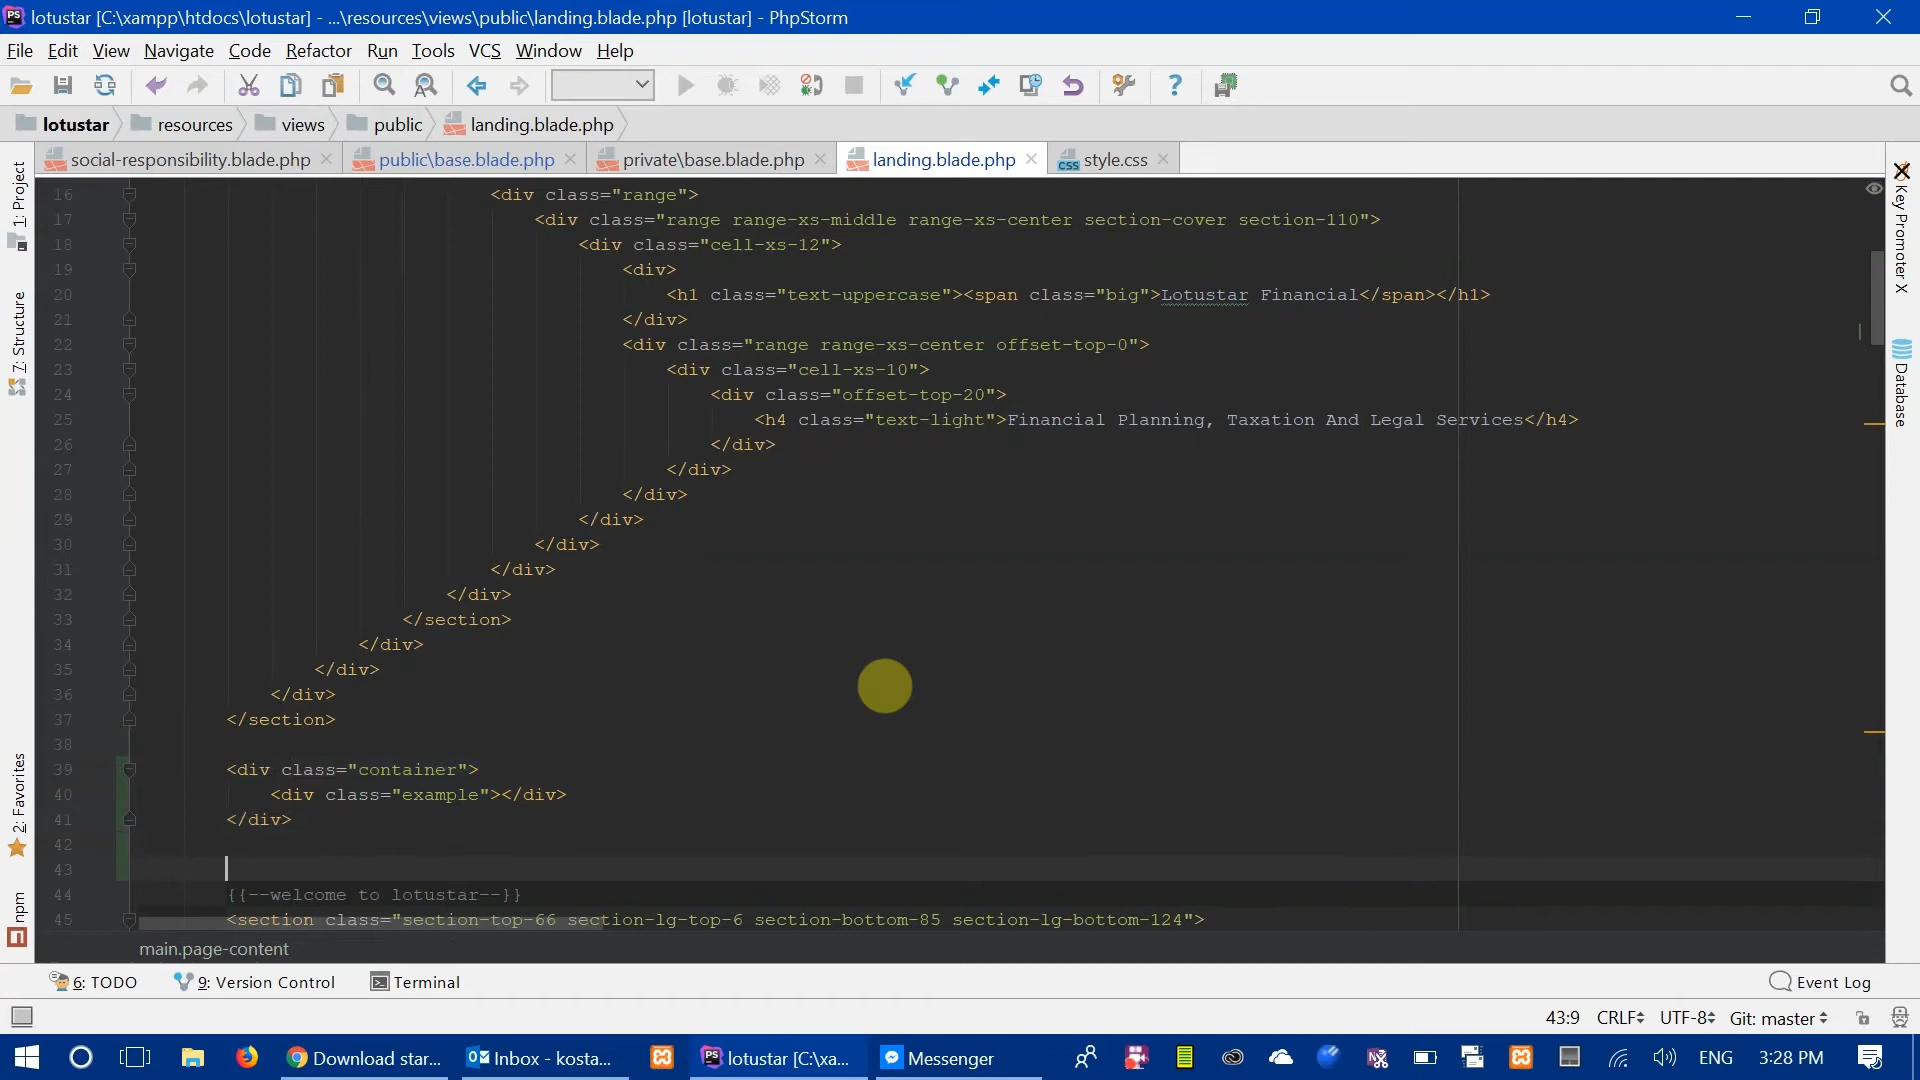 PS lotustar [C:\xampp\htdocs\lotustar] - ...\resources\views\public\landing.blade.php [lotustar] - PhpStorm
File Edit View Navigate Code Refactor Run Tools VCS Window Help
lotustar resources views public landing.blade.php
social-responsibility.blade.php public\base.blade.php private\base.blade.php landing.blade.php CSS style.css
1: Project
7: Structure
2: Favorites
npm
Key Promoter X
Database
16 <div class="range">
17 <div class="range range-xs-middle range-xs-center section-cover section-110">
18 <div class="cell-xs-12">
19 <div>
20 <h1 class="text-uppercase"><span class="big">Lotustar Financial</span></h1>
21 </div>
22 <div class="range range-xs-center offset-top-0">
23 <div class="cell-xs-10">
24 <div class="offset-top-20">
25 <h4 class="text-light">Financial Planning, Taxation And Legal Services</h4>
26 </div>
27 </div>
28 </div>
29 </div>
30 </div>
31 </div>
32 </div>
33 </section>
34 </div>
35 </div>
36 </div>
37 </section>
38
39 <div class="container">
40 <div class="example"></div>
41 </div>
42
43
44 {{--welcome to lotustar--}}
45 <section class="section-top-66 section-lg-top-6 section-bottom-85 section-lg-bottom-124">
main.page-content
6: TODO 9: Version Control Terminal Event Log
43:9 CRLF UTF-8 Git: master
Download star... Inbox - kosta... PS lotustar [C:\xa... Messenger ENG 3:28 PM